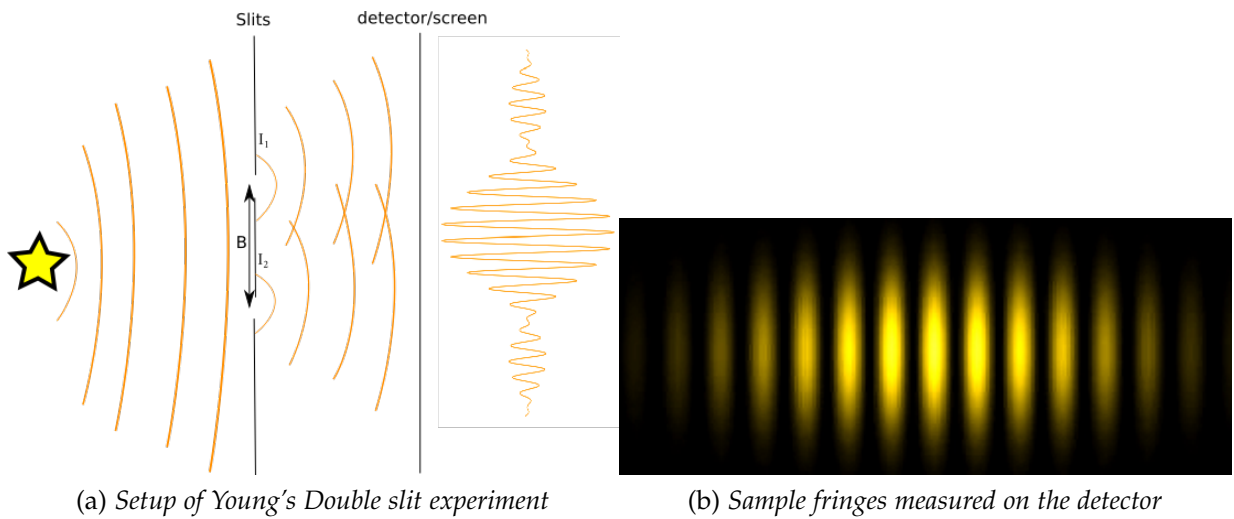 Slits
detector/screen
I₁
B
I₂
(a) Setup of Young's Double slit experiment
(b) Sample fringes measured on the detector